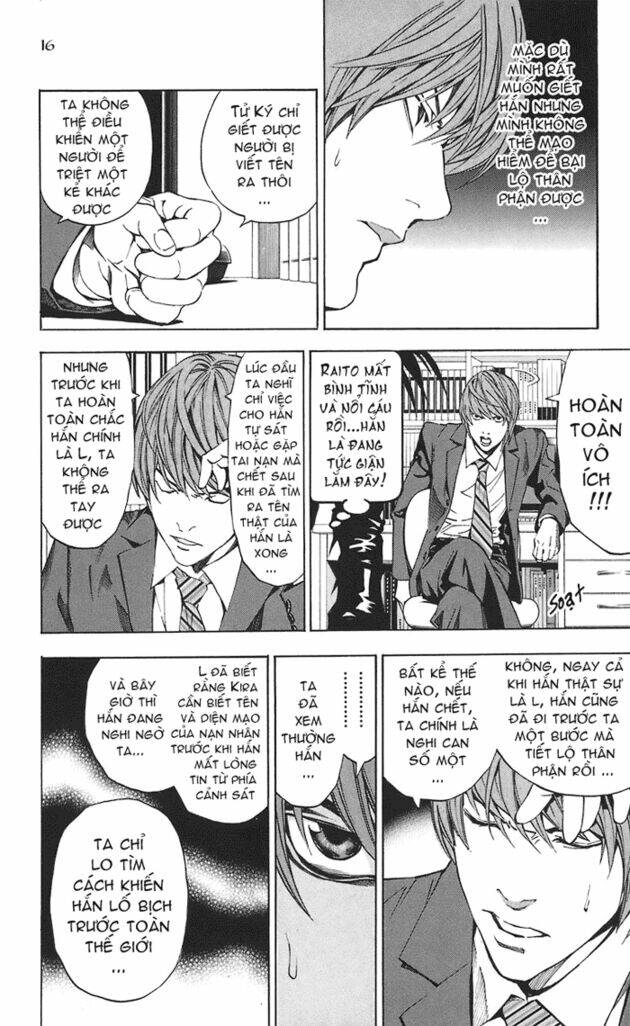 16
MẶC DÙ
MÌNH RẤT
MUỐN GIẾT
HẮN NHƯNG
MÌNH KHÔNG
THỂ MẠO
HIỂM ĐỂ BẠI
LỘ THÂN
PHẬN ĐƯỢC
...
TỬ KÝ CHỈ
GIẾT ĐƯỢC
NGƯỜI BỊ
VIẾT TÊN
RA THÔI
...
TA KHÔNG
THỂ ĐIỀU
KHIỂN MỘT
NGƯỜI ĐỂ
TRIỆT MỘT
KẺ KHÁC
ĐƯỢC
HOÀN
TOÀN
VÔ
ÍCH
!!!
SOẠT
RAITO MẤT
BÌNH TĨNH
VÀ NỔI CÁU
RỒI...HẮN
LÀ ĐANG
TỨC GIẬN
LẮM ĐÂY!
LÚC ĐẦU
TA NGHĨ
CHỈ VIỆC
CHO HẮN
TỰ SÁT
HOẶC GẶP
TAI NẠN MÀ
CHẾT SAU
KHI ĐÃ TÌM
RA TÊN
THẬT CỦA
HẮN LÀ
XONG
...
NHƯNG
TRƯỚC KHI
TA HOÀN
TOÀN CHẮC
HẮN CHÍNH
LÀ L, TA
KHÔNG
THỂ RA
TAY
ĐƯỢC
KHÔNG, NGAY CẢ
KHI HẮN THẬT SỰ
LÀ L, HẮN CŨNG
ĐÃ ĐI TRƯỚC TA
MỘT BƯỚC MÀ
TIẾT LỘ THÂN
PHẬN RỒI ...
BẤT KỂ THẾ
NÀO, NẾU
HẮN CHẾT,
TA CHÍNH LÀ
NGHI CAN
SỐ MỘT ...
.........
TA
ĐÃ
XEM
THƯỜNG
HẮN
...
L ĐÃ BIẾT
RẰNG KIRA
CẦN BIẾT TÊN
VÀ DIỆN MẠO
CỦA NẠN NHÂN
TRƯỚC KHI HẮN
MẤT LÒNG
TIN TỪ PHÍA
CẢNH SÁT
VÀ BÂY
GIỜ THÌ
HẮN ĐANG
NGHI NGỜ
TA...
TA CHỈ
LO TÌM
CÁCH KHIẾN
HẮN LỐ BỊCH
TRƯỚC TOÀN
THẾ GIỚI
...